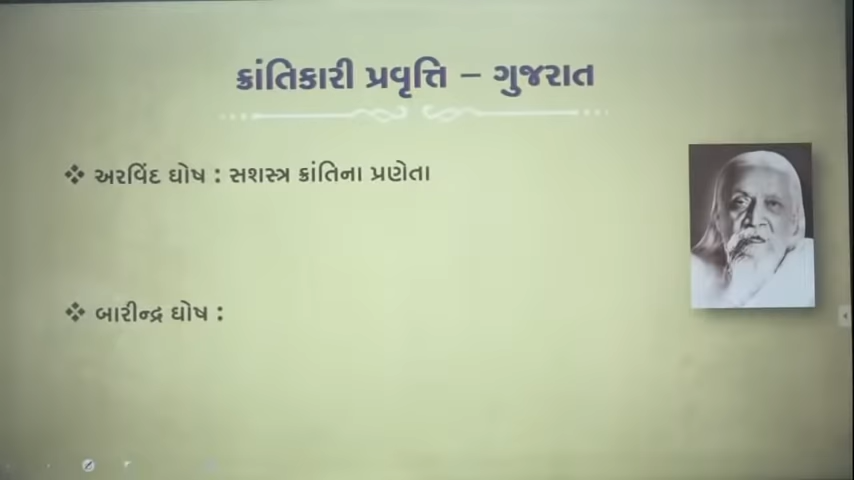 ક્રાંતિકારી પ્રવૃત્તિ – ગુજરાત
❖ અરવિંદ ઘોષ : સશસ્ત્ર ક્રાંતિના પ્રણેતા
❖ બારીન્દ્ર ઘોષ :